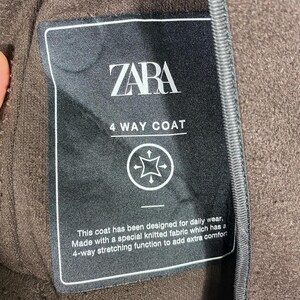 ZARA
4 WAY COAT
This coat has been designed for daily wear.
Made with a special knitted fabric which has a
4-way stretching function to add extra comfort